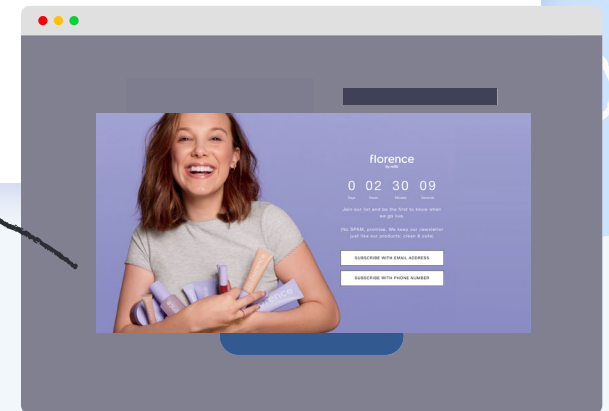 florence
by mills
0 02 30 09
Days Hours Minutes Seconds
Join out list and be the first to know when
we go live
(No SPAM, promise. We keep our newsletter
just like our products: clean & cute)
SUBSCRIBE WITH EMAIL ADDRESS
SUBSCRIBE WITH PHONE NUMBER